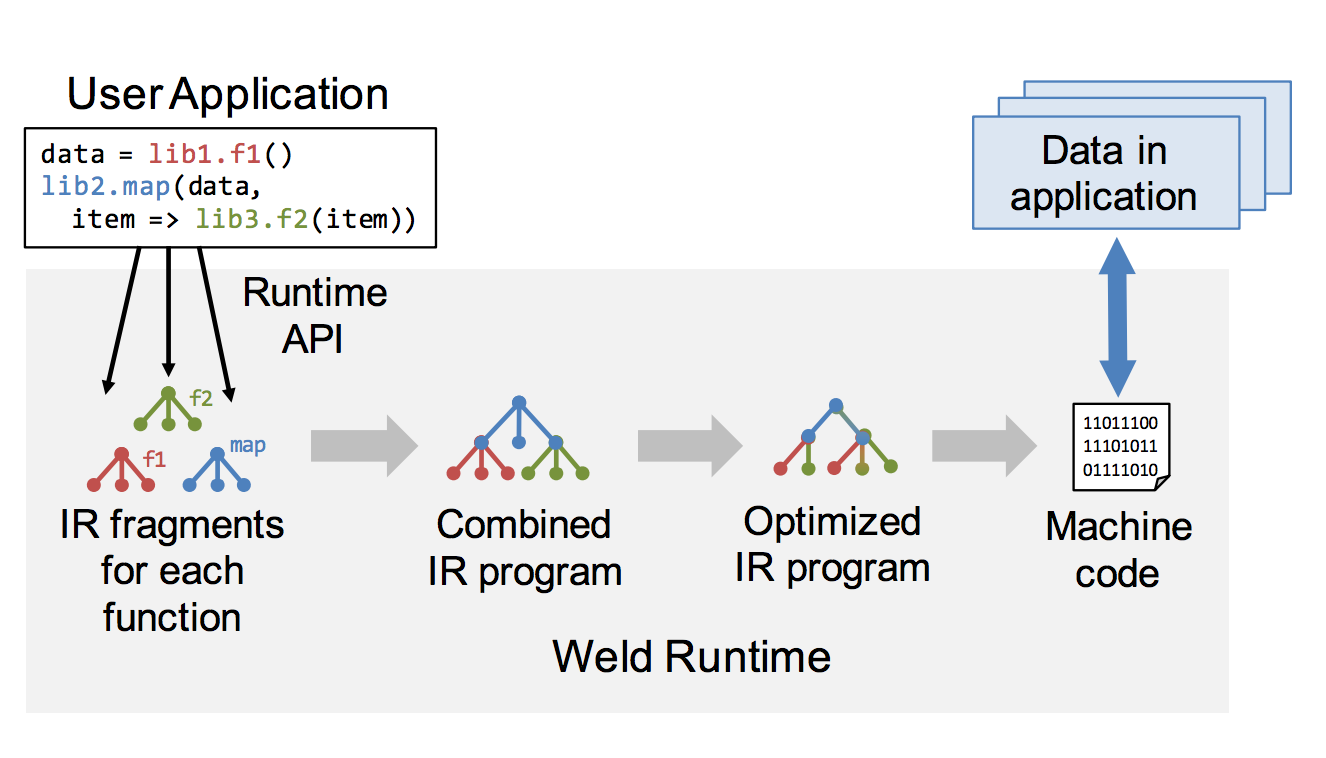 User Application
data = lib1.f1()
lib2.map(data,
item => lib3.f2(item))
Data in
application
Runtime
API
f2
f1
map
IR fragments
for each
function
Combined
IR program
Optimized
IR program
11011100
11101011
01111010
Machine
code
Weld Runtime